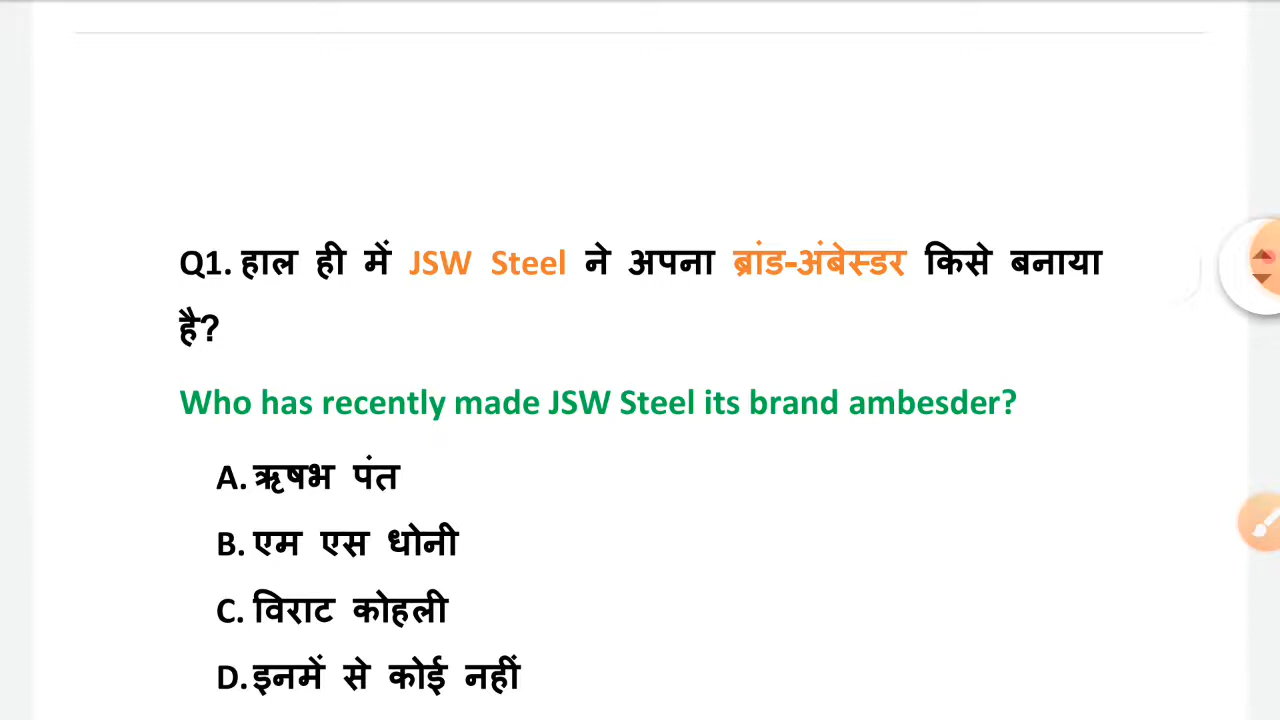 Q1. हाल ही में JSW Steel ने अपना ब्रांड-अंबेस्डर किसे बनाया
है?
Who has recently made JSW Steel its brand ambesder?
A. ऋषभ पंत
B. एम एस धोनी
C. विराट कोहली
D. इनमें से कोई नहीं